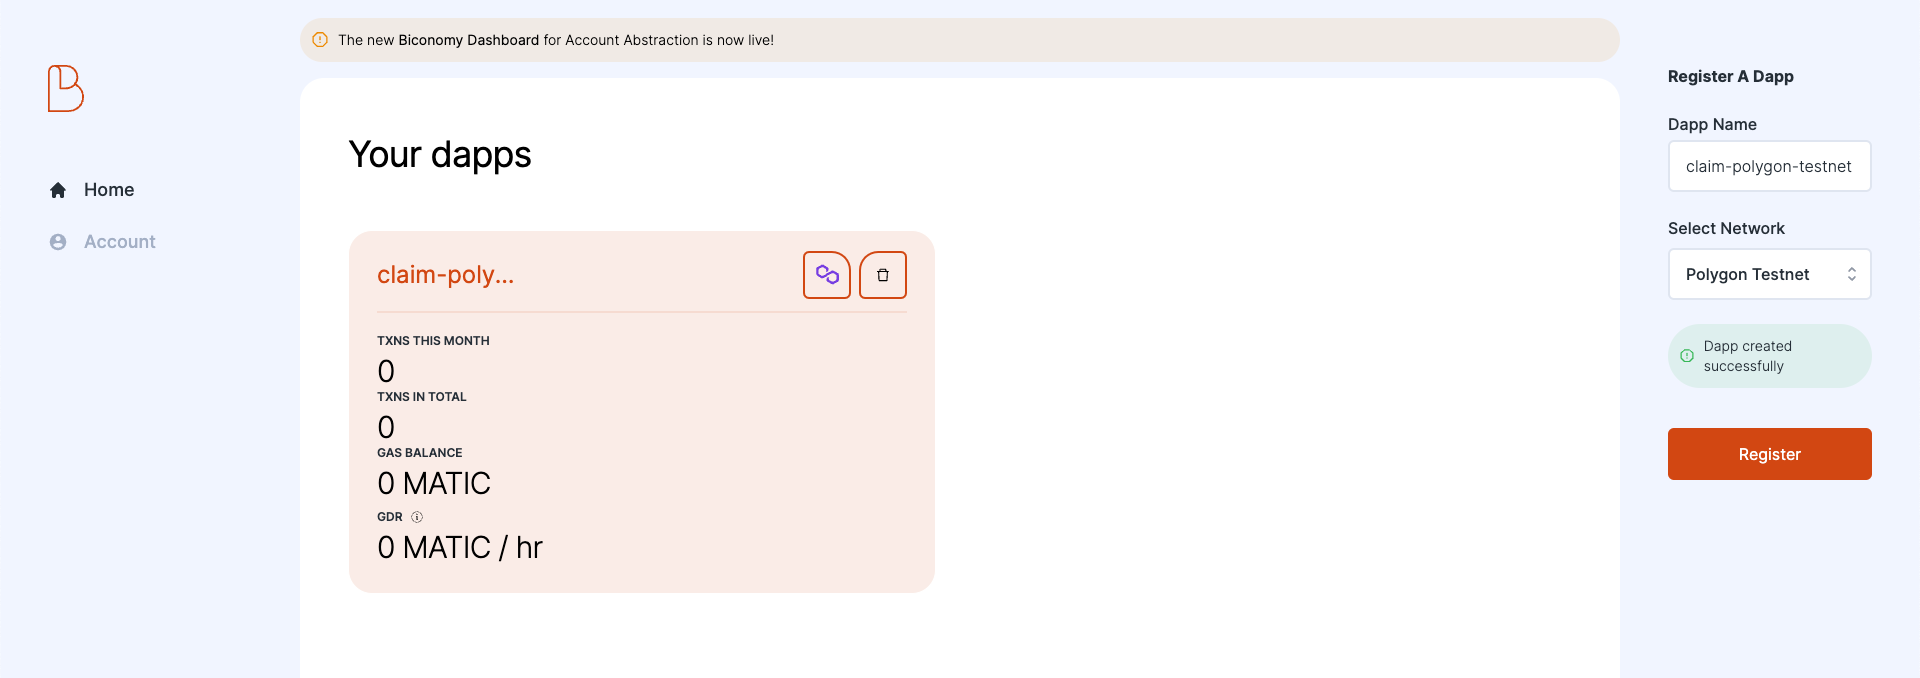 The new Biconomy Dashboard for Account Abstraction is now live!
Home
Account
Your dapps
claim-poly...
TXNS THIS MONTH
0
TXNS IN TOTAL
0
GAS BALANCE
0 MATIC
GDR
0 MATIC / hr
Register A Dapp
Dapp Name
claim-polygon-testnet
Select Network
Polygon Testnet
Dapp created
successfully
Register